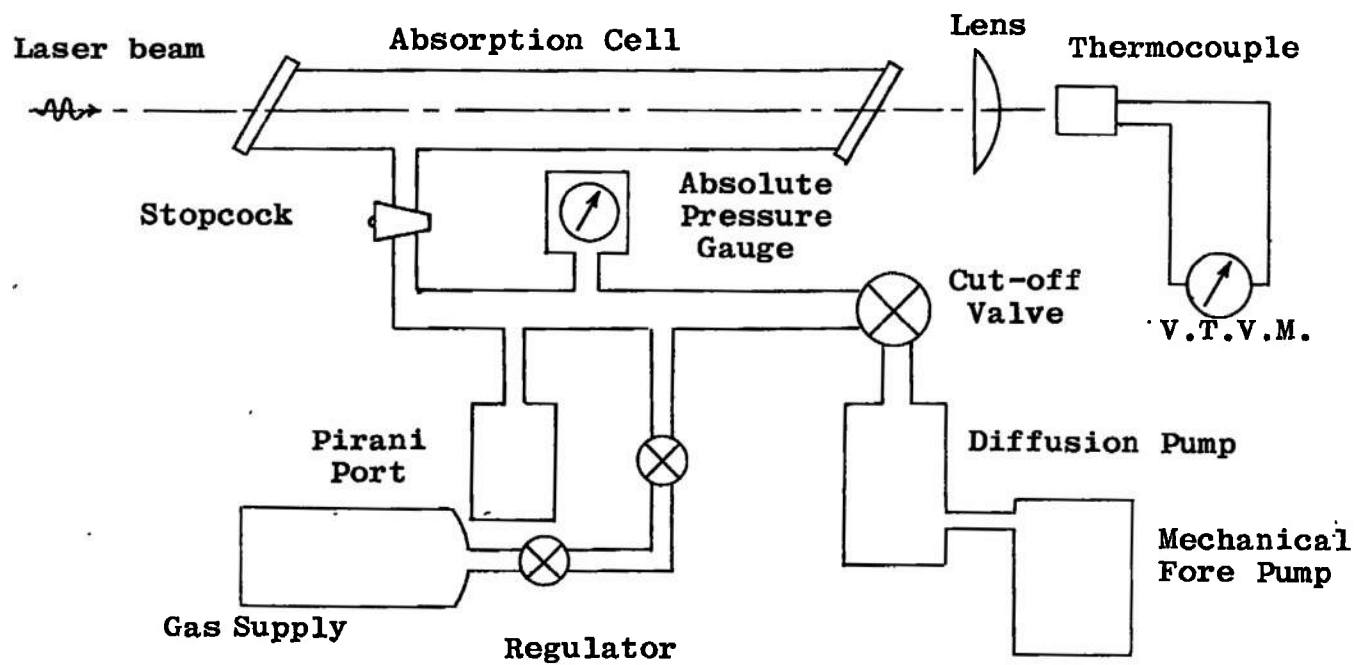 Laser beam
Absorption Cell
Lens
Thermocouple
Stopcock
Absolute
Pressure
Gauge
Cut-off
Valve
V.T.V.M.
Pirani
Port
Diffusion Pump
Mechanical
Fore Pump
Gas Supply
Regulator